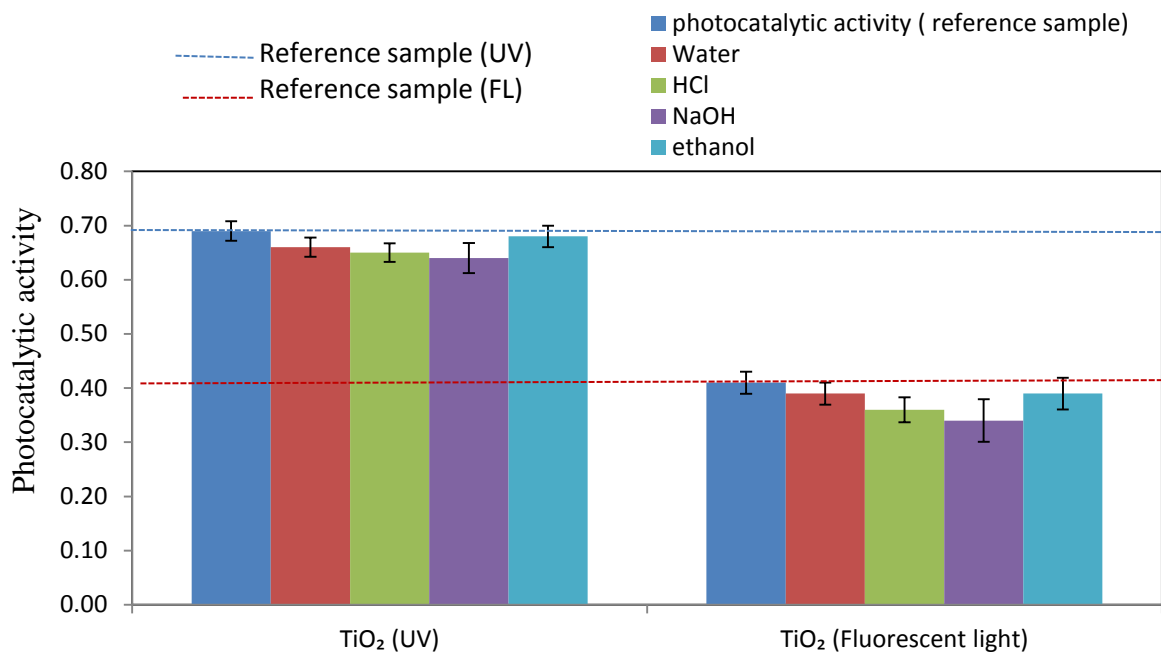 Reference sample (UV)
Reference sample (FL)
photocatalytic activity ( reference sample)
Water
HCl
NaOH
ethanol
Photocatalytic activity
0.80
0.70
0.60
0.50
0.40
0.30
0.20
0.10
0.00
TiO₂ (UV)
TiO₂ (Fluorescent light)